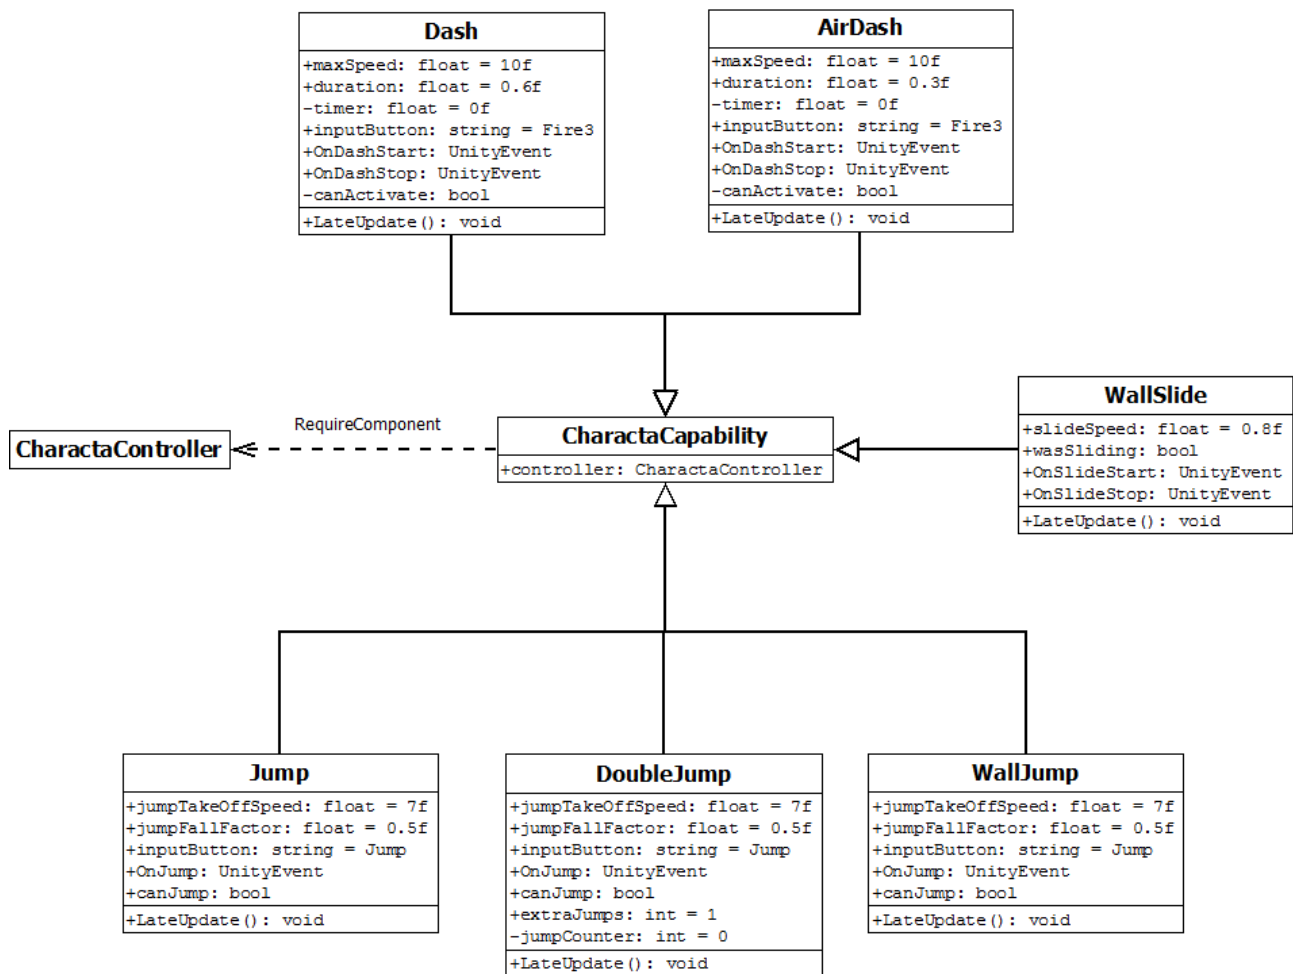 Dash
+maxSpeed: float = 10f
+duration: float = 0.6f
-timer: float = 0f
+inputButton: string = Fire3
+OnDashStart: UnityEvent
+OnDashStop: UnityEvent
-canActivate: bool
+LateUpdate(): void
AirDash
+maxSpeed: float = 10f
+duration: float = 0.3f
-timer: float = 0f
+inputButton: string = Fire3
+OnDashStart: UnityEvent
+OnDashStop: UnityEvent
-canActivate: bool
+LateUpdate(): void
CharactaController
RequireComponent
CharactaCapability
+controller: CharactaController
WallSlide
+slideSpeed: float = 0.8f
+wasSliding: bool
+OnSlideStart: UnityEvent
+OnSlideStop: UnityEvent
+LateUpdate(): void
Jump
+jumpTakeOffSpeed: float = 7f
+jumpFallFactor: float = 0.5f
+inputButton: string = Jump
+OnJump: UnityEvent
+canJump: bool
+LateUpdate(): void
DoubleJump
+jumpTakeOffSpeed: float = 7f
+jumpFallFactor: float = 0.5f
+inputButton: string = Jump
+OnJump: UnityEvent
+canJump: bool
+extraJumps: int = 1
-jumpCounter: int = 0
+LateUpdate(): void
WallJump
+jumpTakeOffSpeed: float = 7f
+jumpFallFactor: float = 0.5f
+inputButton: string = Jump
+OnJump: UnityEvent
+canJump: bool
+LateUpdate(): void